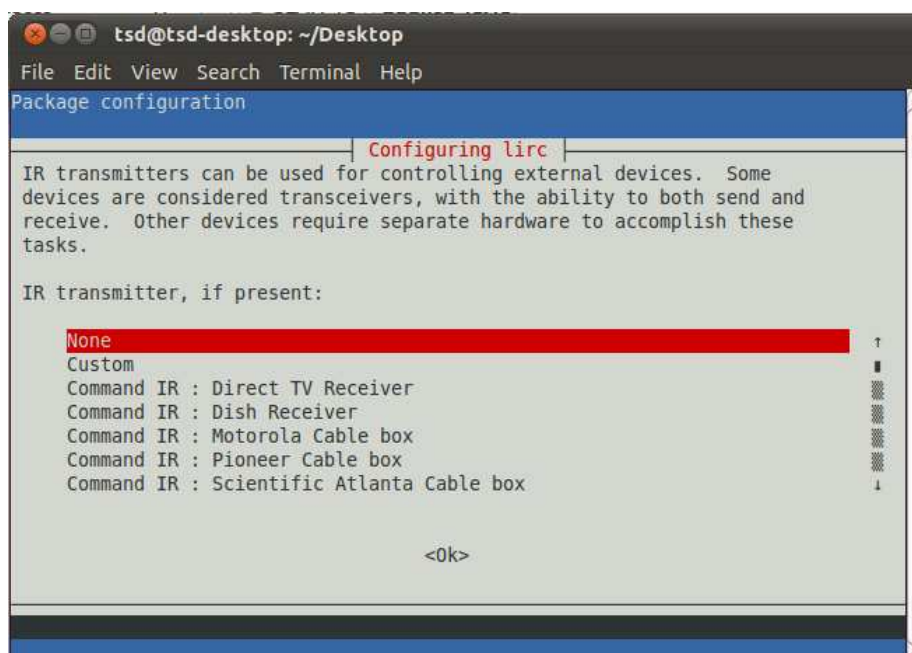 tsd@tsd-desktop: ~/Desktop
File Edit View Search Terminal Help
Package configuration
Configuring lirc
IR transmitters can be used for controlling external devices.  Some
devices are considered transceivers, with the ability to both send and
receive.  Other devices require separate hardware to accomplish these
tasks.
IR transmitter, if present:
None
Custom
Command IR : Direct TV Receiver
Command IR : Dish Receiver
Command IR : Motorola Cable box
Command IR : Pioneer Cable box
Command IR : Scientific Atlanta Cable box
<Ok>